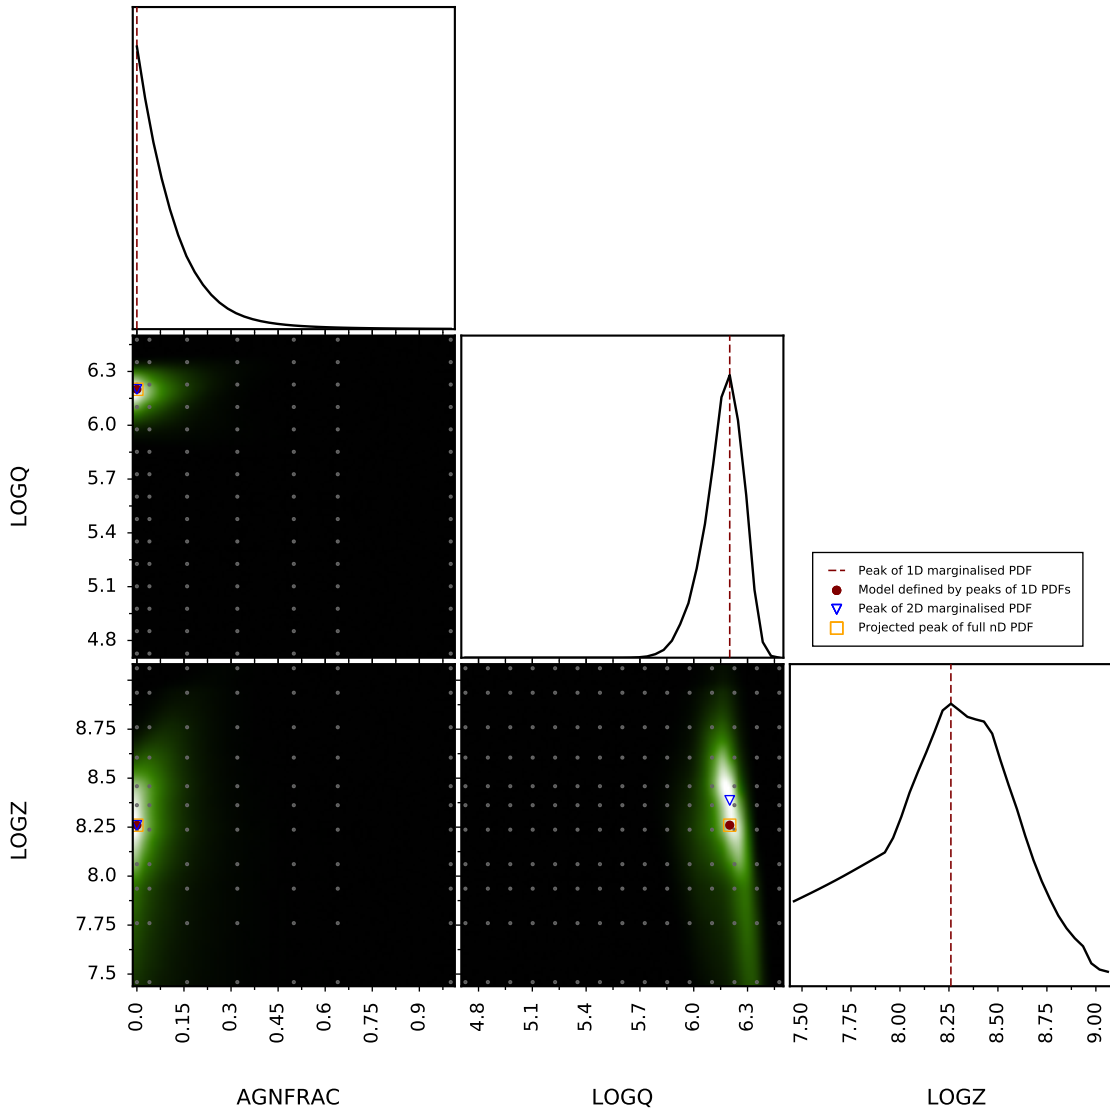 LOGQ
6.3
6.0
5.7
5.4
5.1
4.8
Peak of 1D marginalised PDF
Model defined by peaks of 1D PDFs
Peak of 2D marginalised PDF
Projected peak of full nD PDF
LOGZ
8.75
8.5
8.25
8.0
7.75
7.5
0.0 0.15 0.3 0.45 0.6 0.75 0.9
4.8 5.1 5.4 5.7 6.0 6.3
7.50 7.75 8.00 8.25 8.50 8.75 9.00
AGNFRAC LOGQ LOGZ